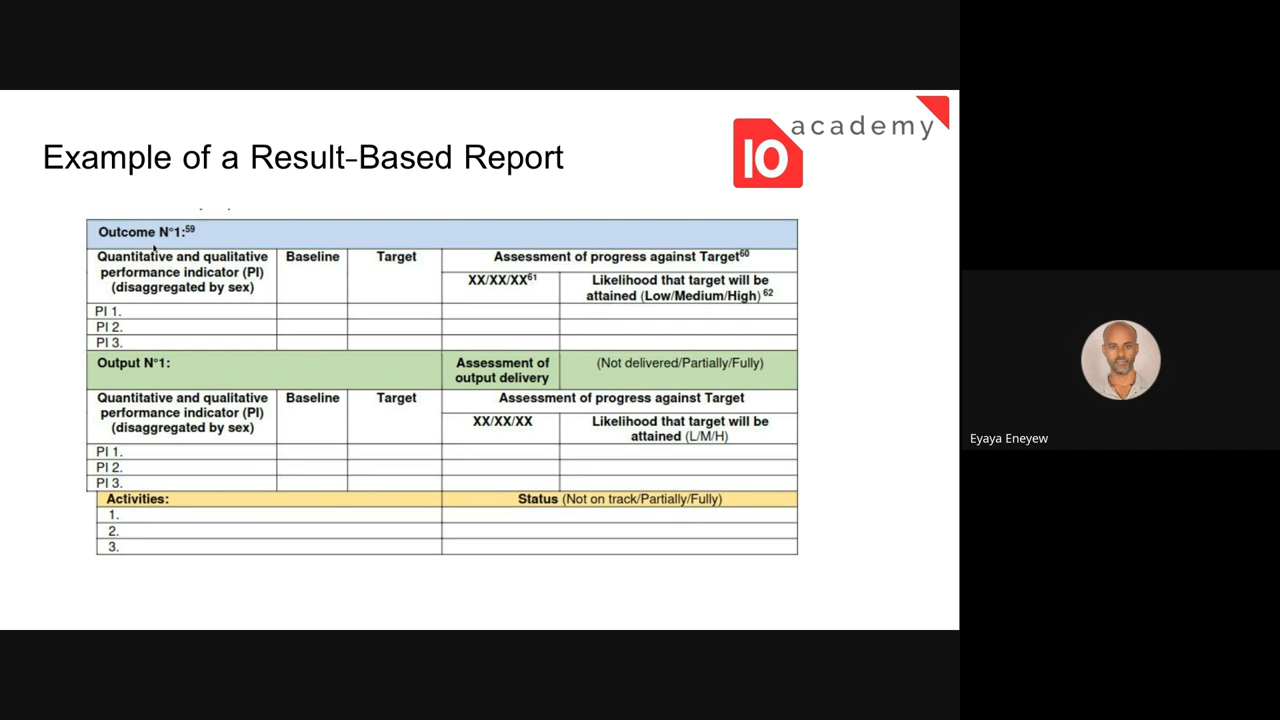 academy
10
Example of a Result-Based Report
Outcome N°1:59
Quantitative and qualitative performance indicator (PI) (disaggregated by sex)
Baseline
Target
Assessment of progress against Target60
XX/XX/XX61
Likelihood that target will be attained (Low/Medium/High) 62
PI 1.
PI 2.
PI 3.
Output N°1:
Assessment of output delivery
(Not delivered/Partially/Fully)
Quantitative and qualitative performance indicator (PI) (disaggregated by sex)
Baseline
Target
Assessment of progress against Target
XX/XX/XX
Likelihood that target will be attained (L/M/H)
PI 1.
PI 2.
PI 3.
Activities:
Status (Not on track/Partially/Fully)
1.
2.
3.
Eyaya Eneyew